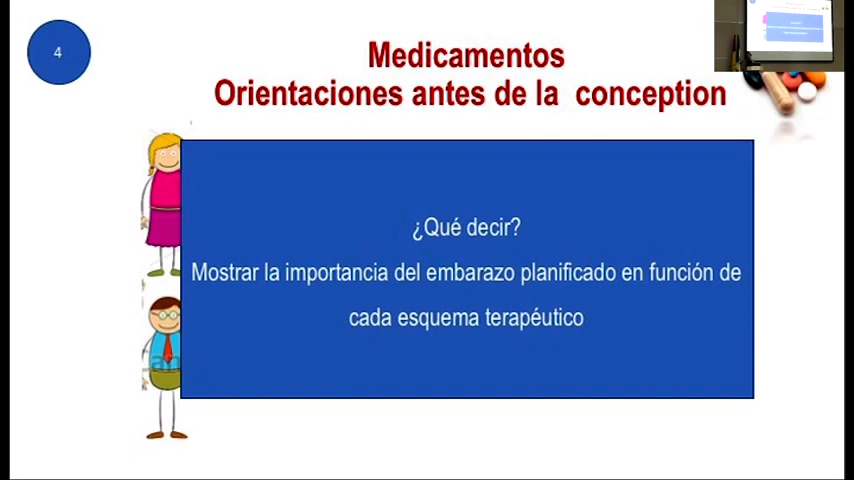 4
Medicamentos
Orientaciones antes de la conception
¿Qué decir?
Mostrar la importancia del embarazo planificado en función de
cada esquema terapéutico